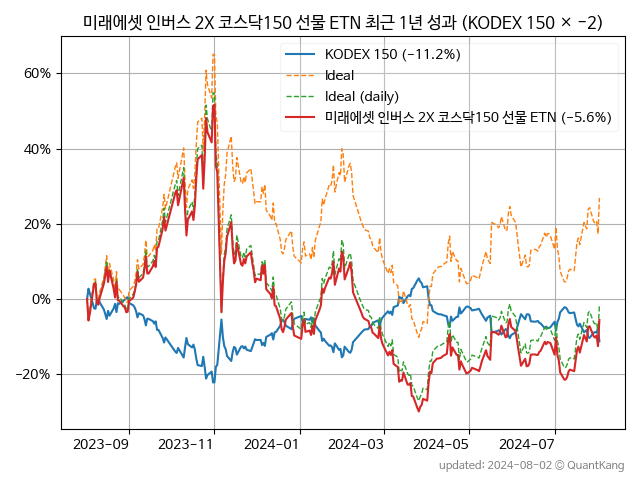 미래에셋 인버스 2X 코스닥150 선물 ETN 최근 1년 성과 (KODEX 150 × −2)
KODEX 150 (−11.2%)
Ideal
Ideal (daily)
미래에셋 인버스 2X 코스닥150 선물 ETN (−5.6%)
60%
40%
20%
0%
−20%
2023-09
2023-11
2024-01
2024-03
2024-05
2024-07
updated: 2024-08-02 © QuantKang